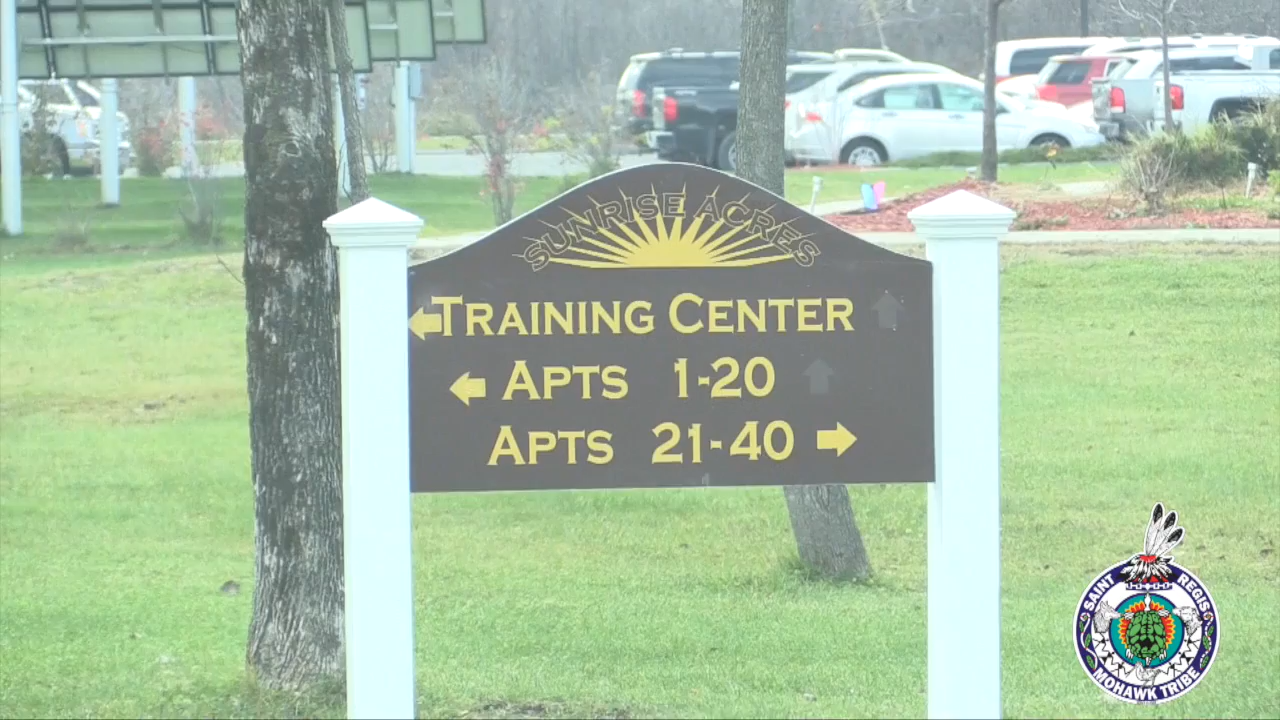 SUNRISE ACRES
TRAINING CENTER
APTS 1-20
APTS 21-40
SAINT REGIS
MOHAWK TRIBE